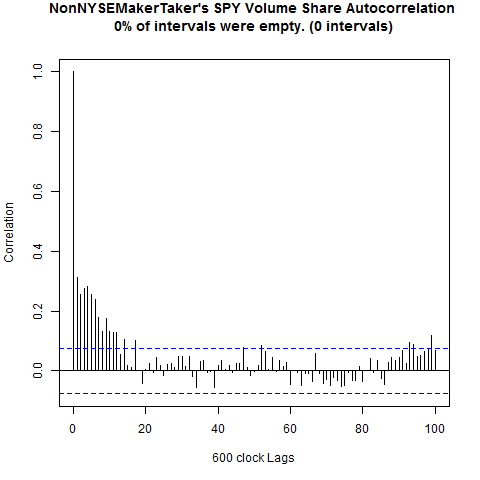 NonNYSEMakerTaker's SPY Volume Share Autocorrelation
0% of intervals were empty. (0 intervals)
1.0
0.8
0.6
0.4
0.2
0.0
Correlation
0 20 40 60 80 100
600 clock Lags